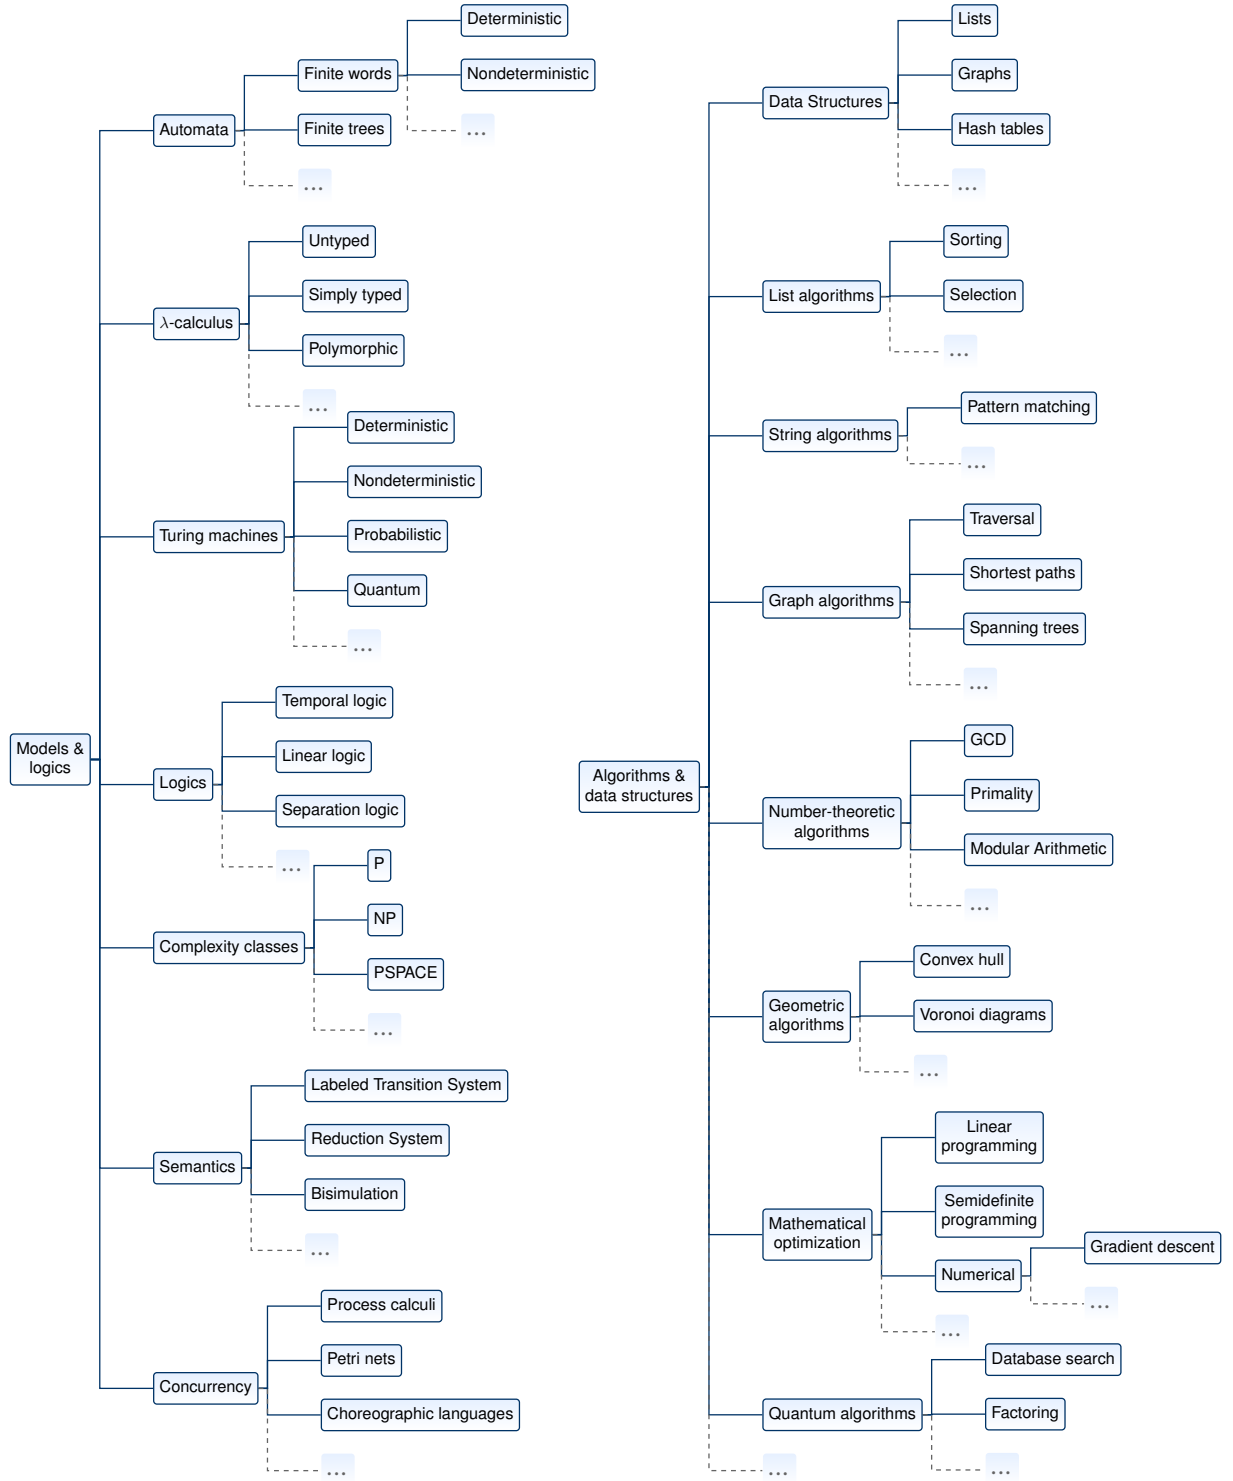 Models &
logics
Automata
Finite words
Deterministic
Nondeterministic
...
Finite trees
...
λ-calculus
Untyped
Simply typed
Polymorphic
...
Turing machines
Deterministic
Nondeterministic
Probabilistic
Quantum
...
Logics
Temporal logic
Linear logic
Separation logic
...
Complexity classes
P
NP
PSPACE
...
Semantics
Labeled Transition System
Reduction System
Bisimulation
...
Concurrency
Process calculi
Petri nets
Choreographic languages
...
Algorithms &
data structures
Data Structures
Lists
Graphs
Hash tables
...
List algorithms
Sorting
Selection
...
String algorithms
Pattern matching
...
Graph algorithms
Traversal
Shortest paths
Spanning trees
...
Number-theoretic
algorithms
GCD
Primality
Modular Arithmetic
...
Geometric
algorithms
Convex hull
Voronoi diagrams
...
Mathematical
optimization
Linear
programming
Semidefinite
programming
Numerical
Gradient descent
...
...
Quantum algorithms
Database search
Factoring
...
...